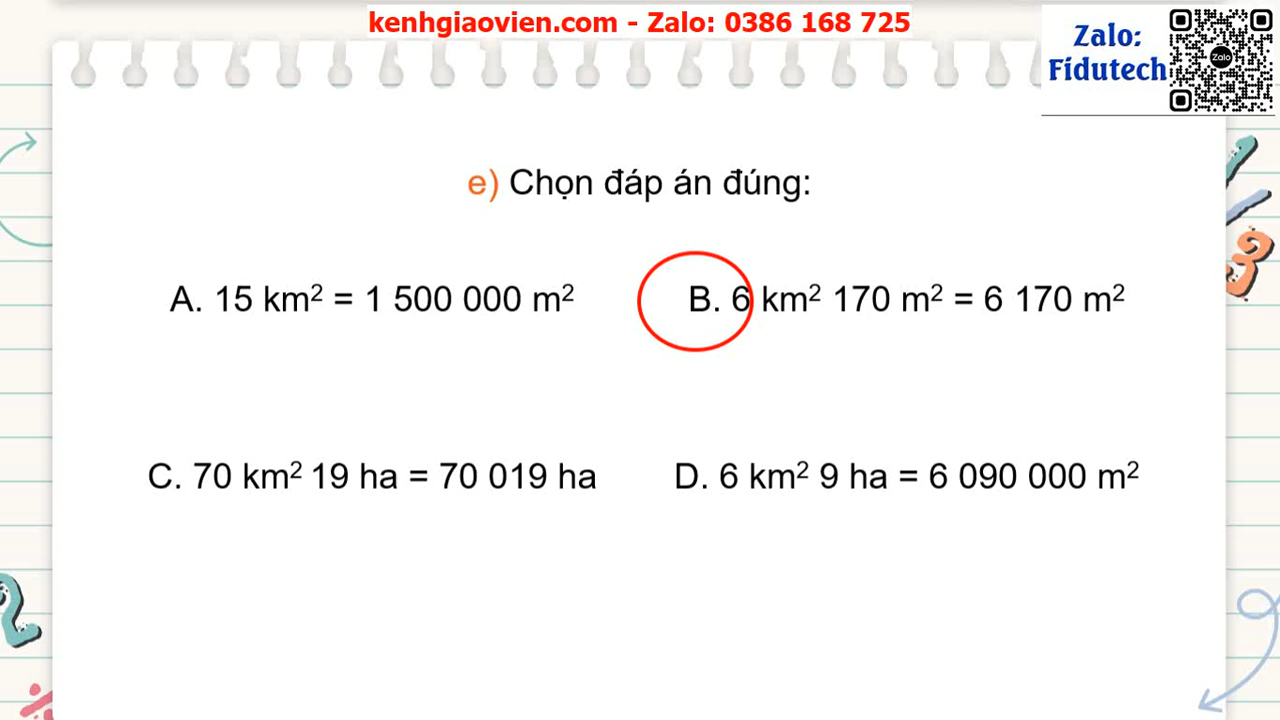 kenhgiaovien.com - Zalo: 0386 168 725
Zalo:
Fidutech
Zalo
e) Chọn đáp án đúng:
A. 15 km² = 1 500 000 m²
B. 6 km² 170 m² = 6 170 m²
C. 70 km² 19 ha = 70 019 ha
D. 6 km² 9 ha = 6 090 000 m²